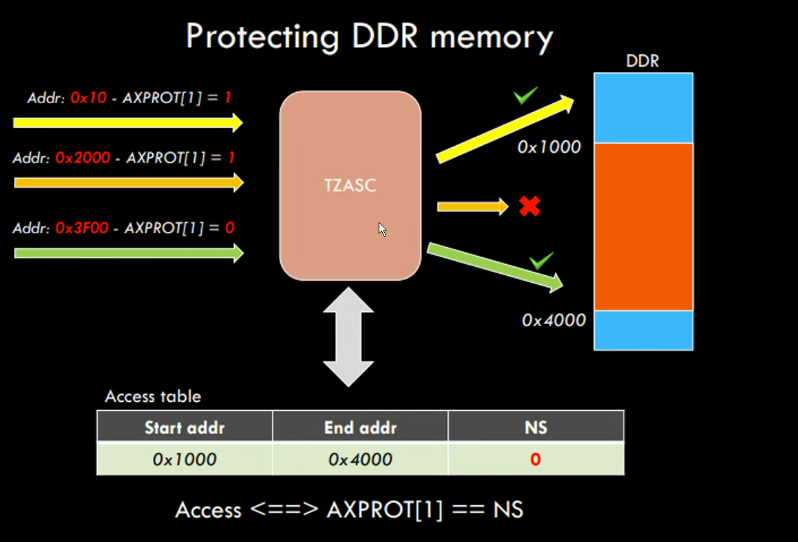 Protecting DDR memory
DDR
Addr: 0x10 - AXPROT[1] = 1
0x1000
Addr: 0x2000 - AXPROT[1] = 1
TZASC
Addr: 0x3F00 - AXPROT[1] = 0
0x4000
Access table
Start addr End addr NS
0x1000 0x4000 0
Access <==> AXPROT[1] == NS